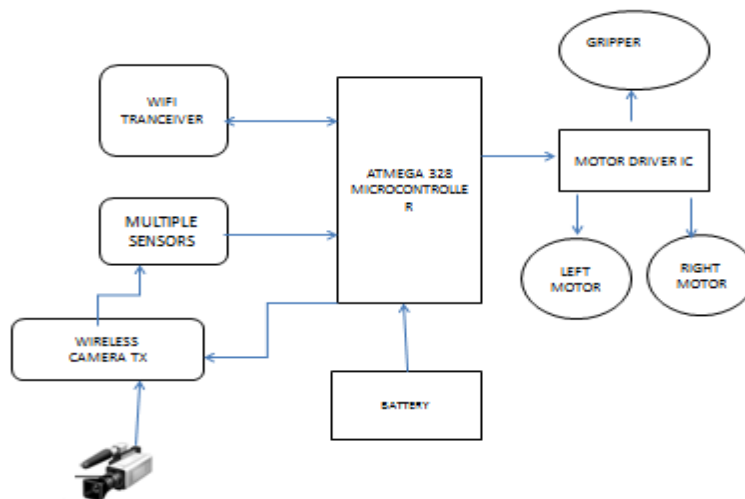 GRIPPER
WIFI
TRANCEIVER
ATMEGA 328
MICROCONTROLLE
R
MOTOR DRIVER IC
MULTIPLE
SENSORS
LEFT
MOTOR
RIGHT
MOTOR
WIRELESS
CAMERA TX
BATTERY